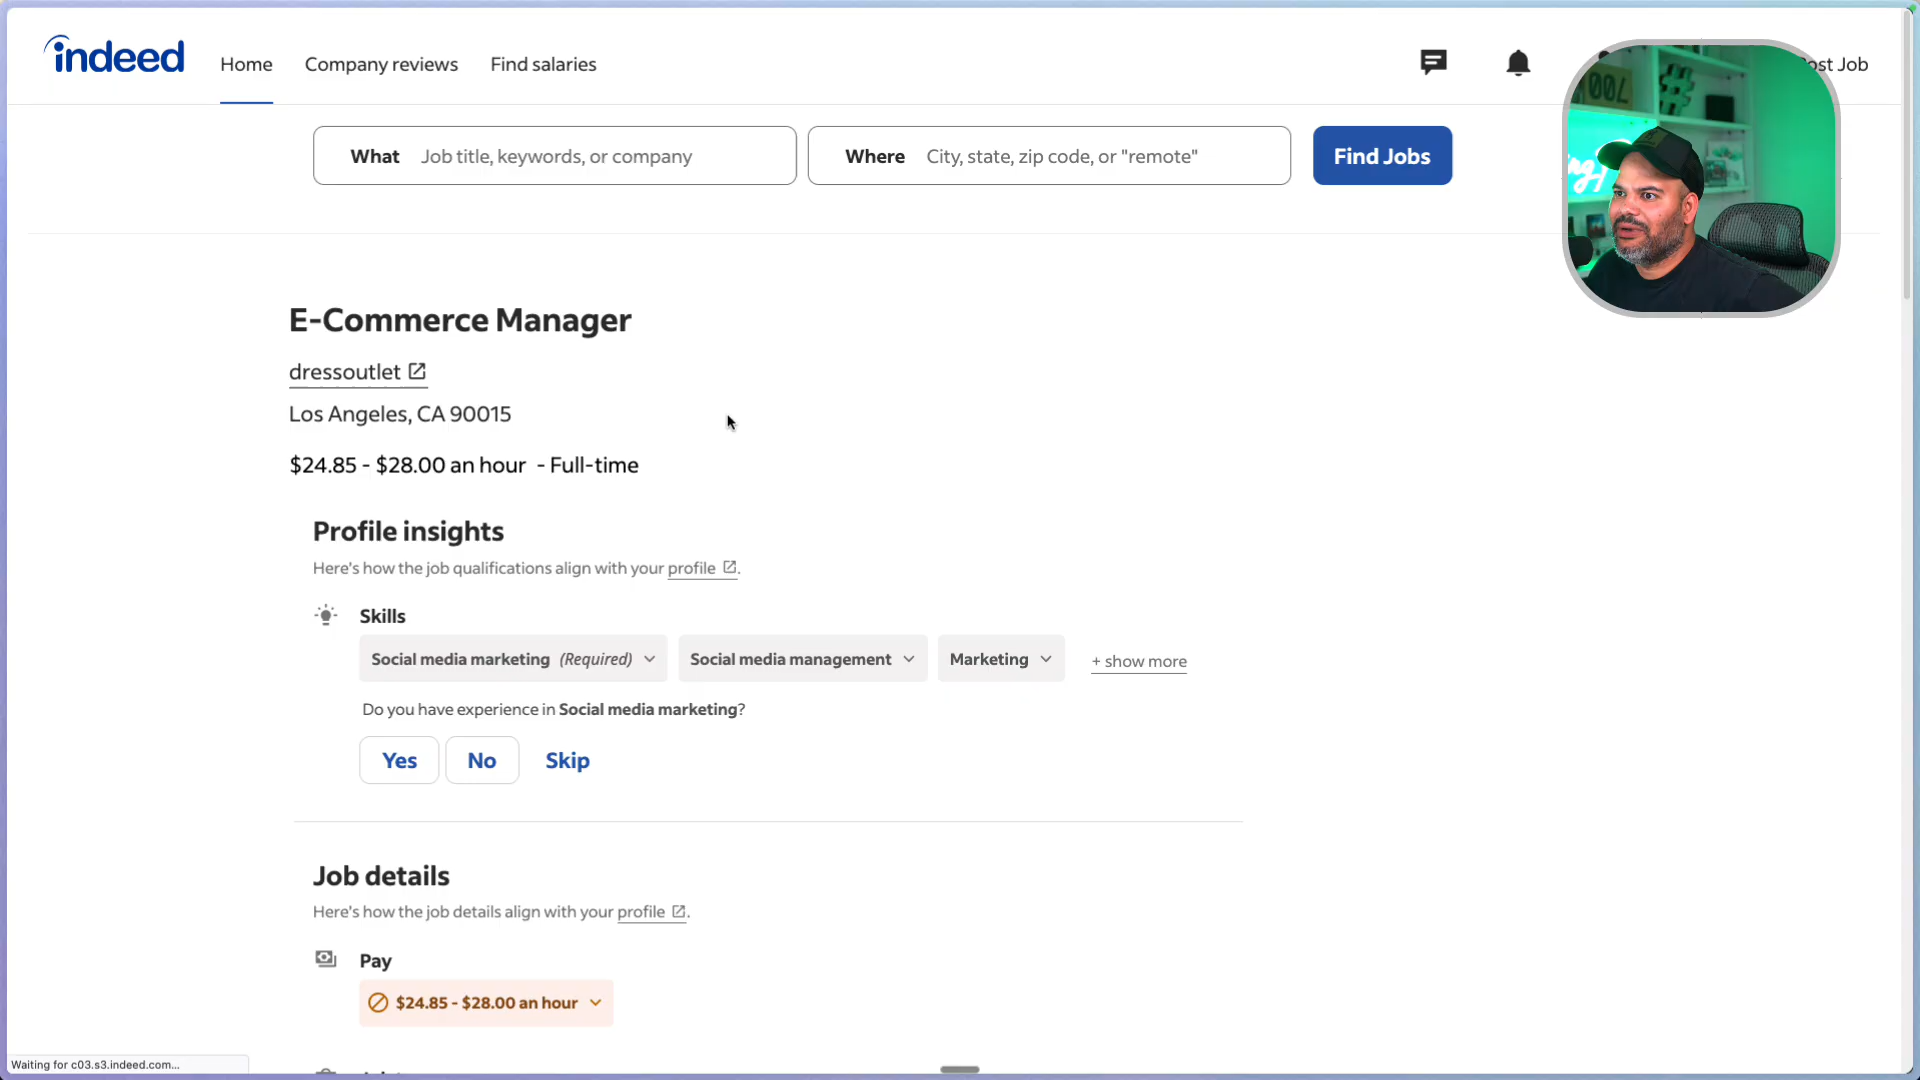 indeed
Home
Company reviews
Find salaries
ost Job
What Job title, keywords, or company
Where City, state, zip code, or "remote"
Find Jobs
E-Commerce Manager
dressoutlet
Los Angeles, CA 90015
$24.85 - $28.00 an hour - Full-time
Profile insights
Here's how the job qualifications align with your profile.
Skills
Social media marketing (Required)
Social media management
Marketing
+ show more
Do you have experience in Social media marketing?
Yes
No
Skip
Job details
Here's how the job details align with your profile.
Pay
$24.85 - $28.00 an hour
Waiting for c03.s3.indeed.com...